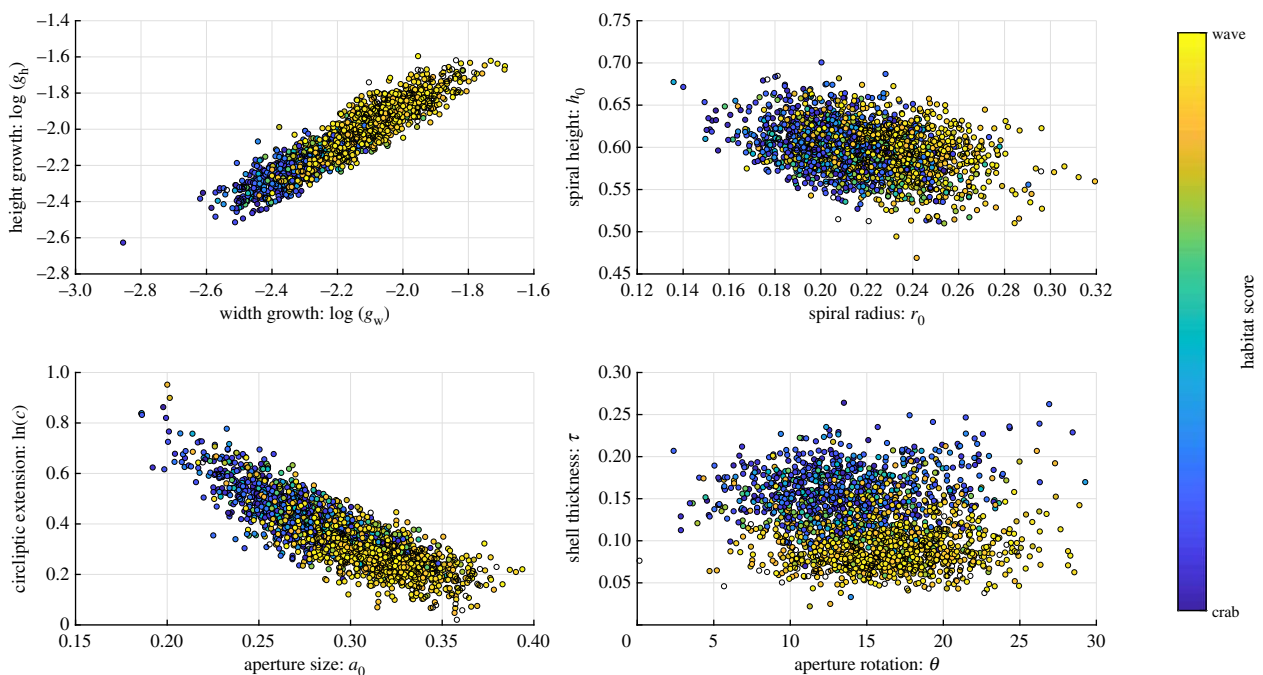 −1.4
−1.6
−1.8
−2.0
−2.2
−2.4
−2.6
−2.8
height growth: log (g_h)
−3.0 −2.8 −2.6 −2.4 −2.2 −2.0 −1.8 −1.6
width growth: log (g_w)
0.75
0.70
0.65
0.60
0.55
0.50
0.45
spiral height: h_0
0.12 0.14 0.16 0.18 0.20 0.22 0.24 0.26 0.28 0.30 0.32
spiral radius: r_0
1.0
0.8
0.6
0.4
0.2
0
circliptic extension: ln(c)
0.15 0.20 0.25 0.30 0.35 0.40
aperture size: a_0
0.30
0.25
0.20
0.15
0.10
0.05
shell thickness: τ
0 5 10 15 20 25 30
aperture rotation: θ
wave
habitat score
crab